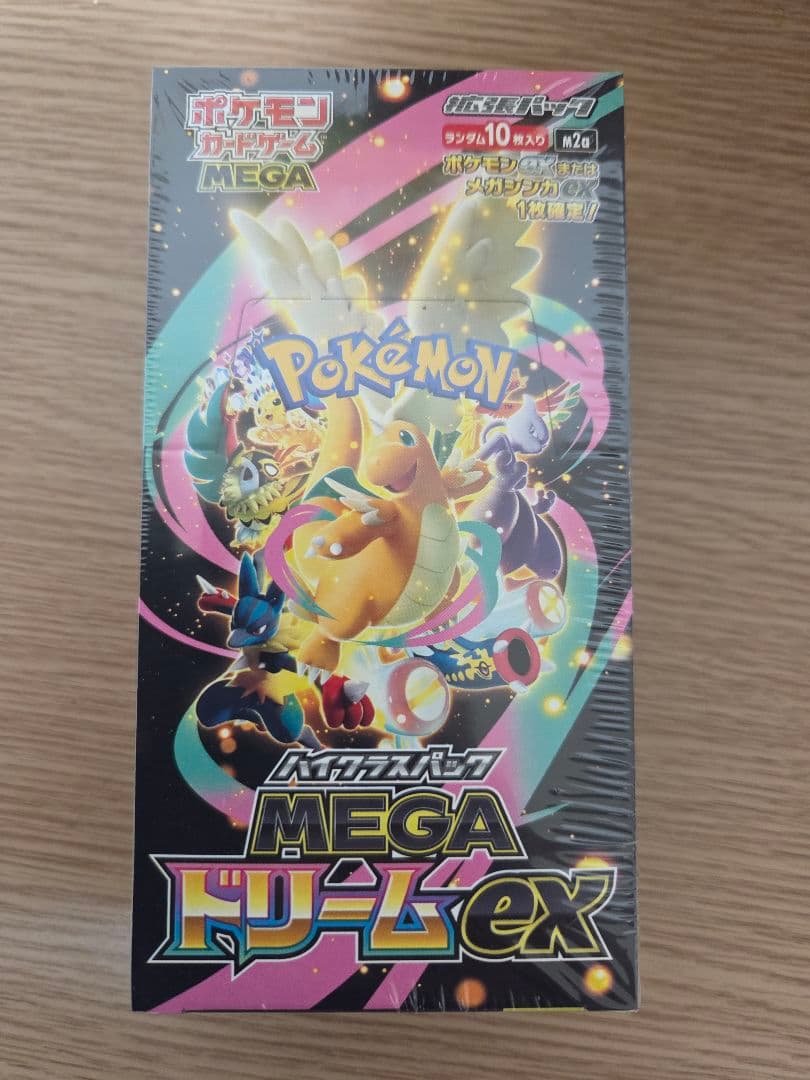 ポケモン
カードゲーム
MEGA
拡張パック
ランダム10枚入り
M2a
ポケモンexまたは
メガシンカex
1枚確定!
POKéMON
TM
ハイクラスパック
MEGA
ドリームex